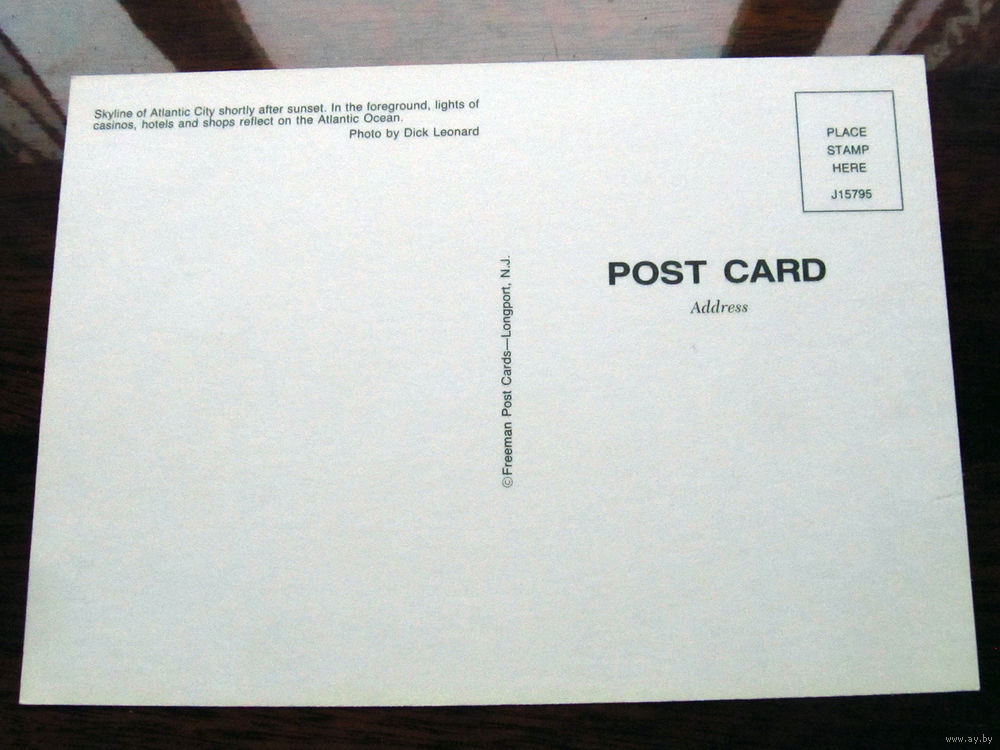 Skyline of Atlantic City shortly after sunset. In the foreground, lights of
casinos, hotels and shops reflect on the Atlantic Ocean.
Photo by Dick Leonard
PLACE
STAMP
HERE
J15795
©Freeman Post Cards—Longport, N.J.
POST CARD
Address
www.ay.by